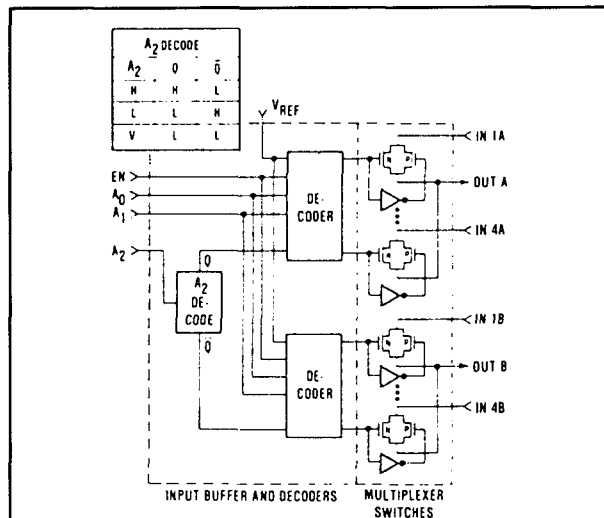 A2 DECODE
A2 Q Q̅
H H L
L L H
V L L
VREF
IN 1A
EN
A0
A1
DE-
CODER
N P
OUT A
IN 4A
A2
Q
N P
A2
DE-
CODE
Q̅
IN 1B
DE-
CODER
N P
OUT B
IN 4B
N P
INPUT BUFFER AND DECODERS
MULTIPLEXER
SWITCHES